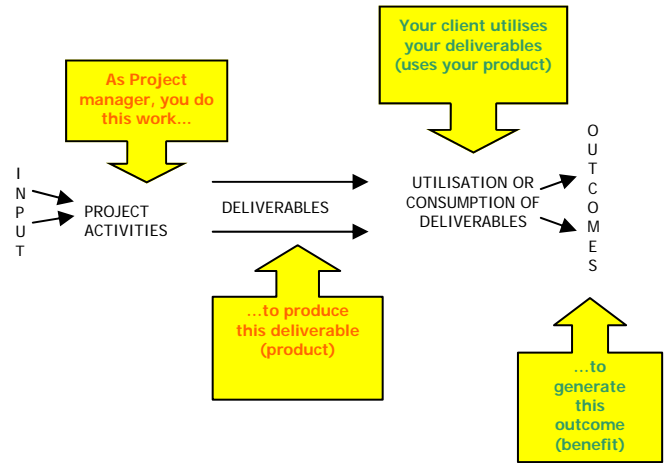 Your client utilises
your deliverables
(uses your product)
As Project
manager, you do
this work...
I
N
P
U
T
PROJECT
ACTIVITIES
DELIVERABLES
UTILISATION OR
CONSUMPTION OF
DELIVERABLES
O
U
T
C
O
M
E
S
...to produce
this deliverable
(product)
...to
generate
this
outcome
(benefit)